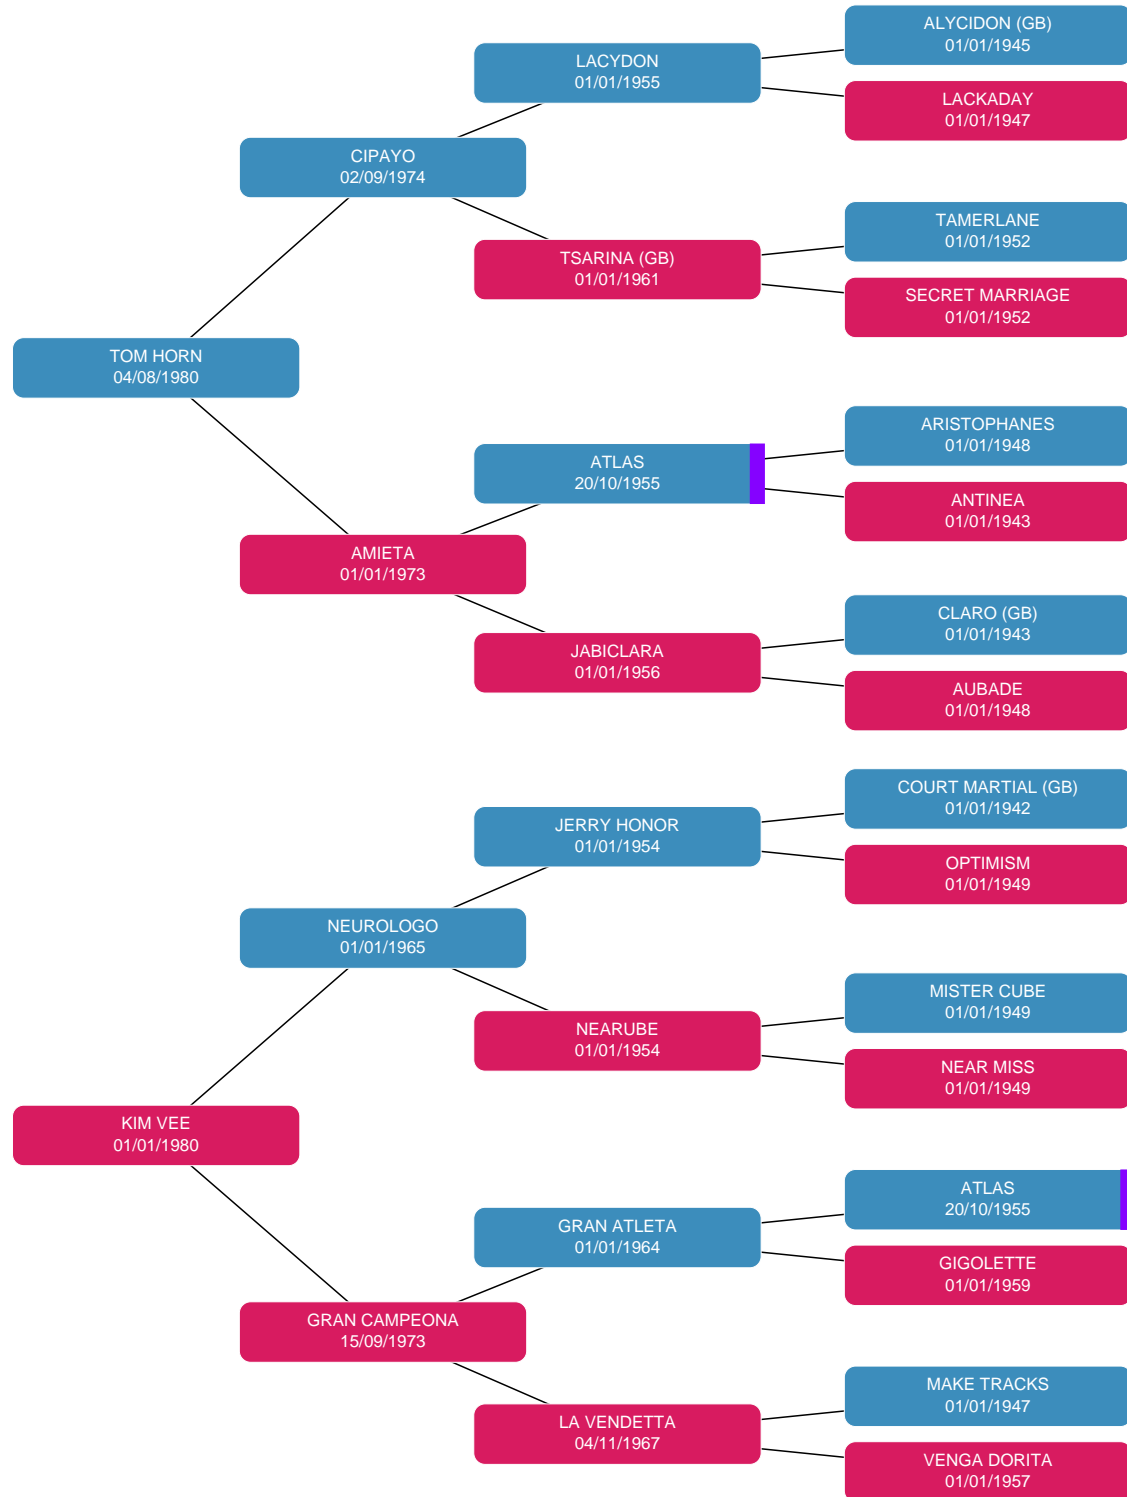 ALYCIDON (GB)
01/01/1945
LACYDON
01/01/1955
LACKADAY
01/01/1947
CIPAYO
02/09/1974
TAMERLANE
01/01/1952
TSARINA (GB)
01/01/1961
SECRET MARRIAGE
01/01/1952
TOM HORN
04/08/1980
ARISTOPHANES
01/01/1948
ATLAS
20/10/1955
ANTINEA
01/01/1943
AMIETA
01/01/1973
CLARO (GB)
01/01/1943
JABICLARA
01/01/1956
AUBADE
01/01/1948
COURT MARTIAL (GB)
01/01/1942
JERRY HONOR
01/01/1954
OPTIMISM
01/01/1949
NEUROLOGO
01/01/1965
MISTER CUBE
01/01/1949
NEARUBE
01/01/1954
NEAR MISS
01/01/1949
KIM VEE
01/01/1980
ATLAS
20/10/1955
GRAN ATLETA
01/01/1964
GIGOLETTE
01/01/1959
GRAN CAMPEONA
15/09/1973
MAKE TRACKS
01/01/1947
LA VENDETTA
04/11/1967
VENGA DORITA
01/01/1957